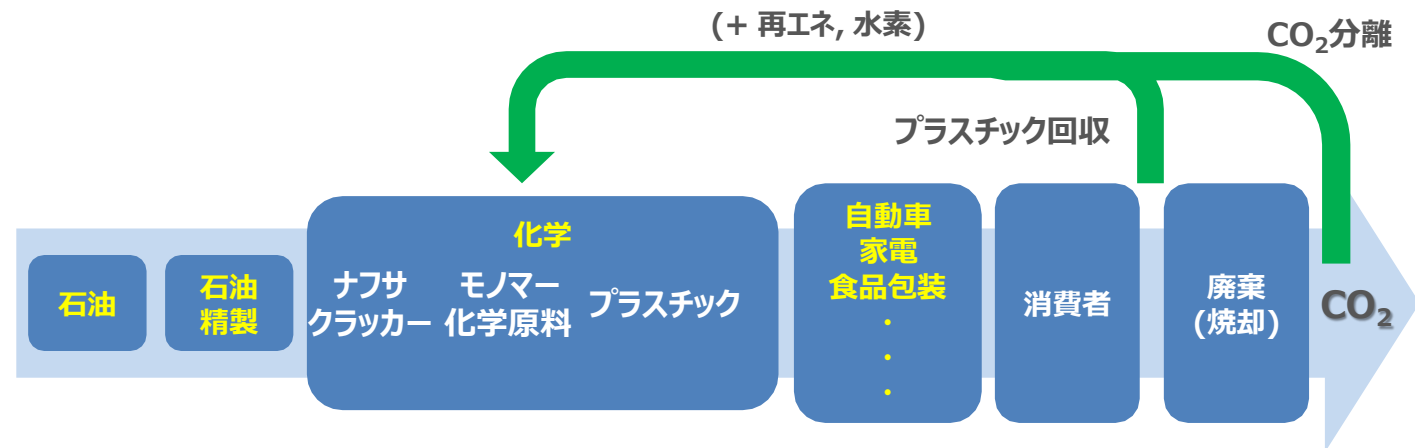 (+ 再エネ, 水素)
CO₂分離
プラスチック回収
石油
石油
精製
化学
ナフサ
クラッカー
モノマー
化学原料
プラスチック
自動車
家電
食品包装
・
・
・
消費者
廃棄
(焼却)
CO₂